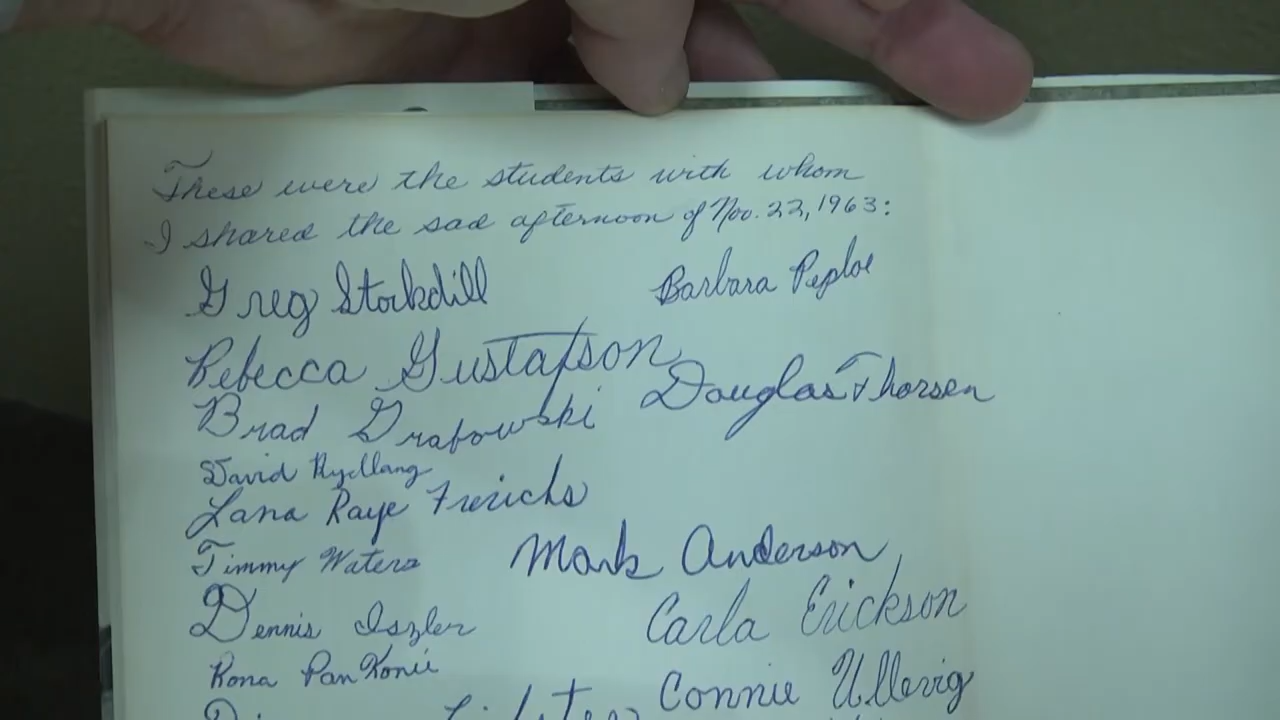 These were the students with whom
I shared the sad afternoon of Nov. 22, 1963:
Greg Stockdill
Barbara Peploe
Rebecca Gustafson
Douglas Thorsen
Brad Grabowski
David
Lana Raye Frerichs
Timmy Waters
Mark Anderson
Dennis Iszler
Carla Erickson
Rona PanKonie
Connie Ullevig